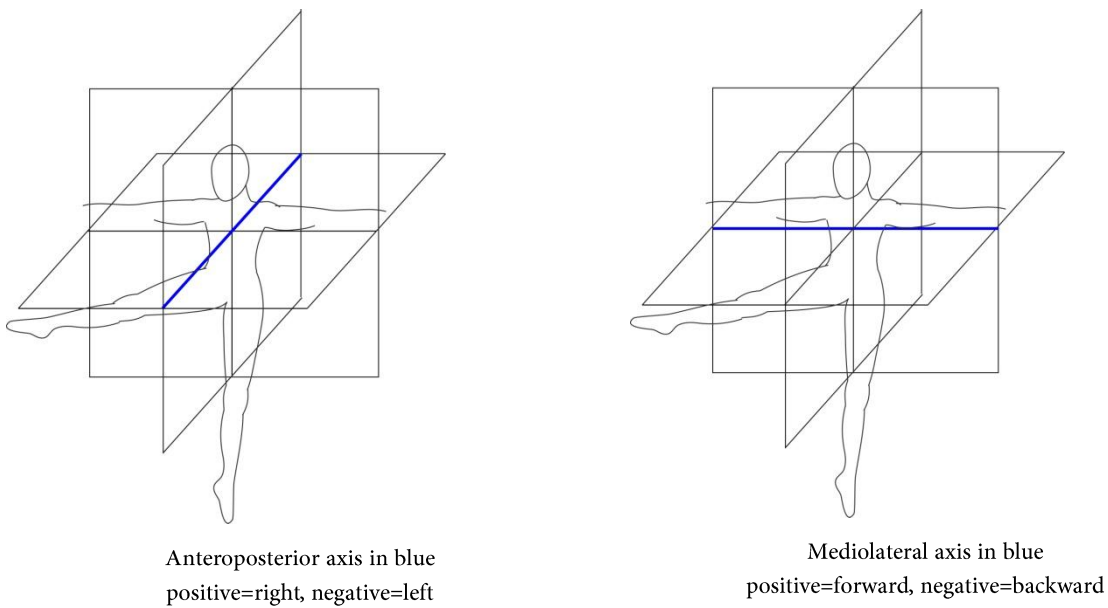 Anteroposterior axis in blue
positive=right, negative=left
Mediolateral axis in blue
positive=forward, negative=backward